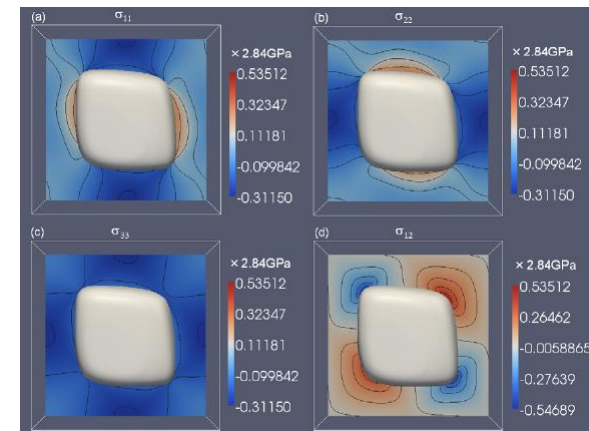 (a) σ11
× 2.84GPa
0.53512
0.32347
0.11181
-0.099842
-0.31150
(b) σ22
× 2.84GPa
0.53512
0.32347
0.11181
-0.099842
-0.31150
(c) σ33
× 2.84GPa
0.53512
0.32347
0.11181
-0.099842
-0.31150
(d) σ12
× 2.84GPa
0.53512
0.26462
-0.0058865
-0.27639
-0.54689